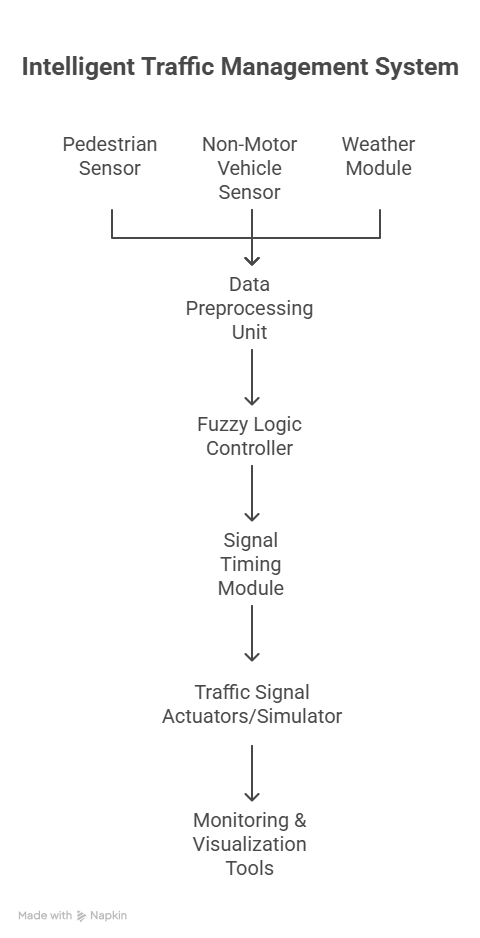 Intelligent Traffic Management System
Pedestrian
Sensor
Non-Motor
Vehicle
Sensor
Weather
Module
Data
Preprocessing
Unit
Fuzzy Logic
Controller
Signal
Timing
Module
Traffic Signal
Actuators/Simulator
Monitoring &
Visualization
Tools
Made with Napkin